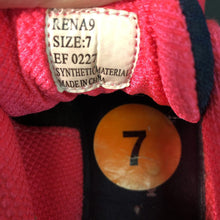 RENA9
SIZE:7
EF 0227
SYNTHETIC MATERIAL
MADE IN CHINA
7